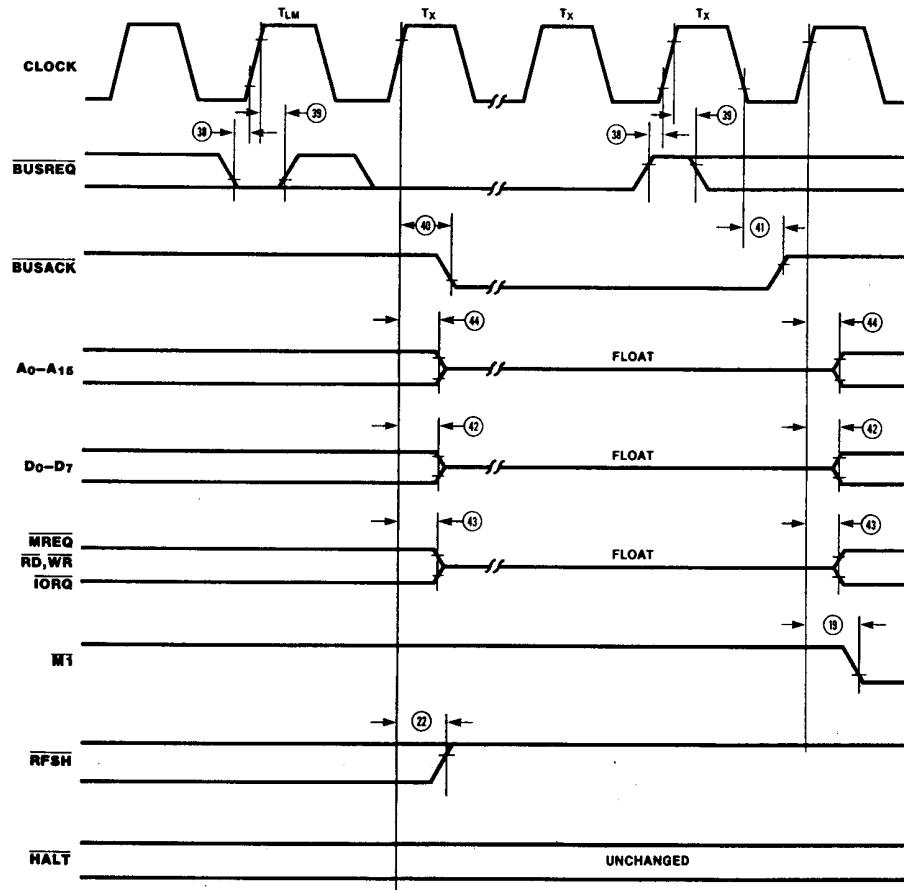 TLM TX TX TX
CLOCK
38 39 38 39
BUSREQ
40 41
BUSACK
44 44
A0–A15
FLOAT
42 42
D0–D7
FLOAT
43 43
MREQ
RD, WR
IORQ
FLOAT
19
M1
22
RFSH
HALT
UNCHANGED